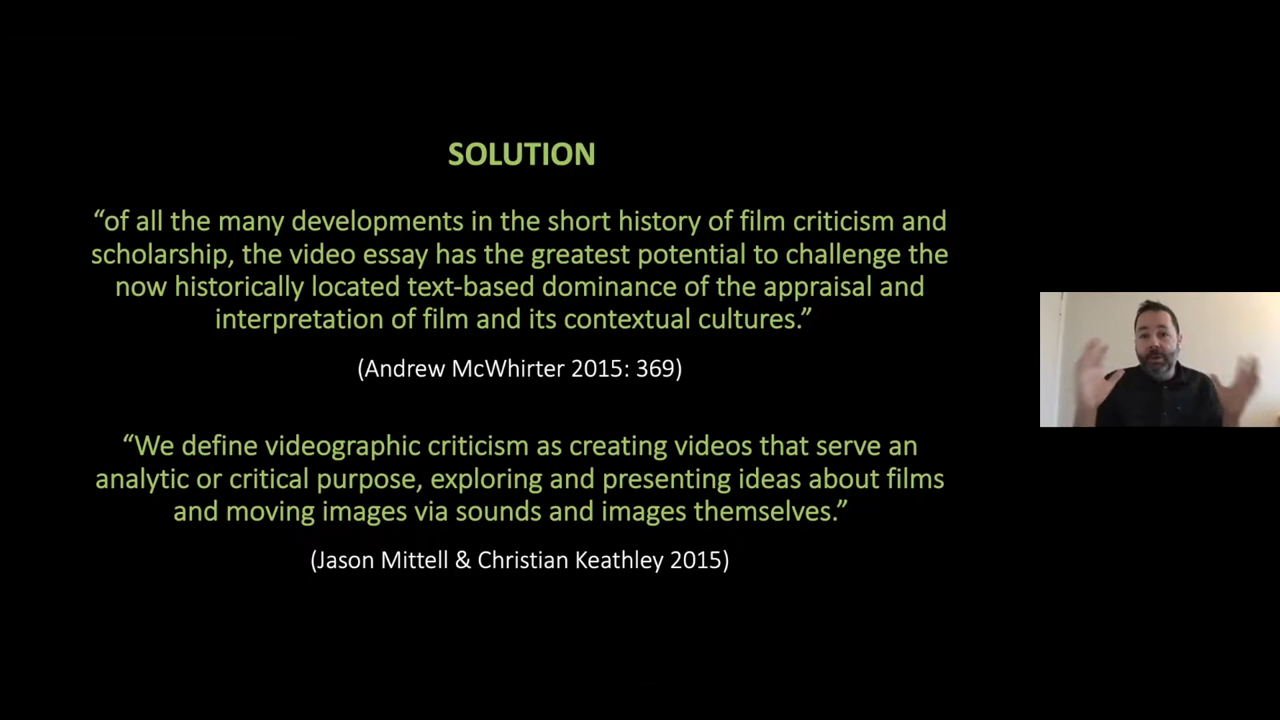 SOLUTION
“of all the many developments in the short history of film criticism and
scholarship, the video essay has the greatest potential to challenge the
now historically located text-based dominance of the appraisal and
interpretation of film and its contextual cultures.”
(Andrew McWhirter 2015: 369)
“We define videographic criticism as creating videos that serve an
analytic or critical purpose, exploring and presenting ideas about films
and moving images via sounds and images themselves.”
(Jason Mittell & Christian Keathley 2015)